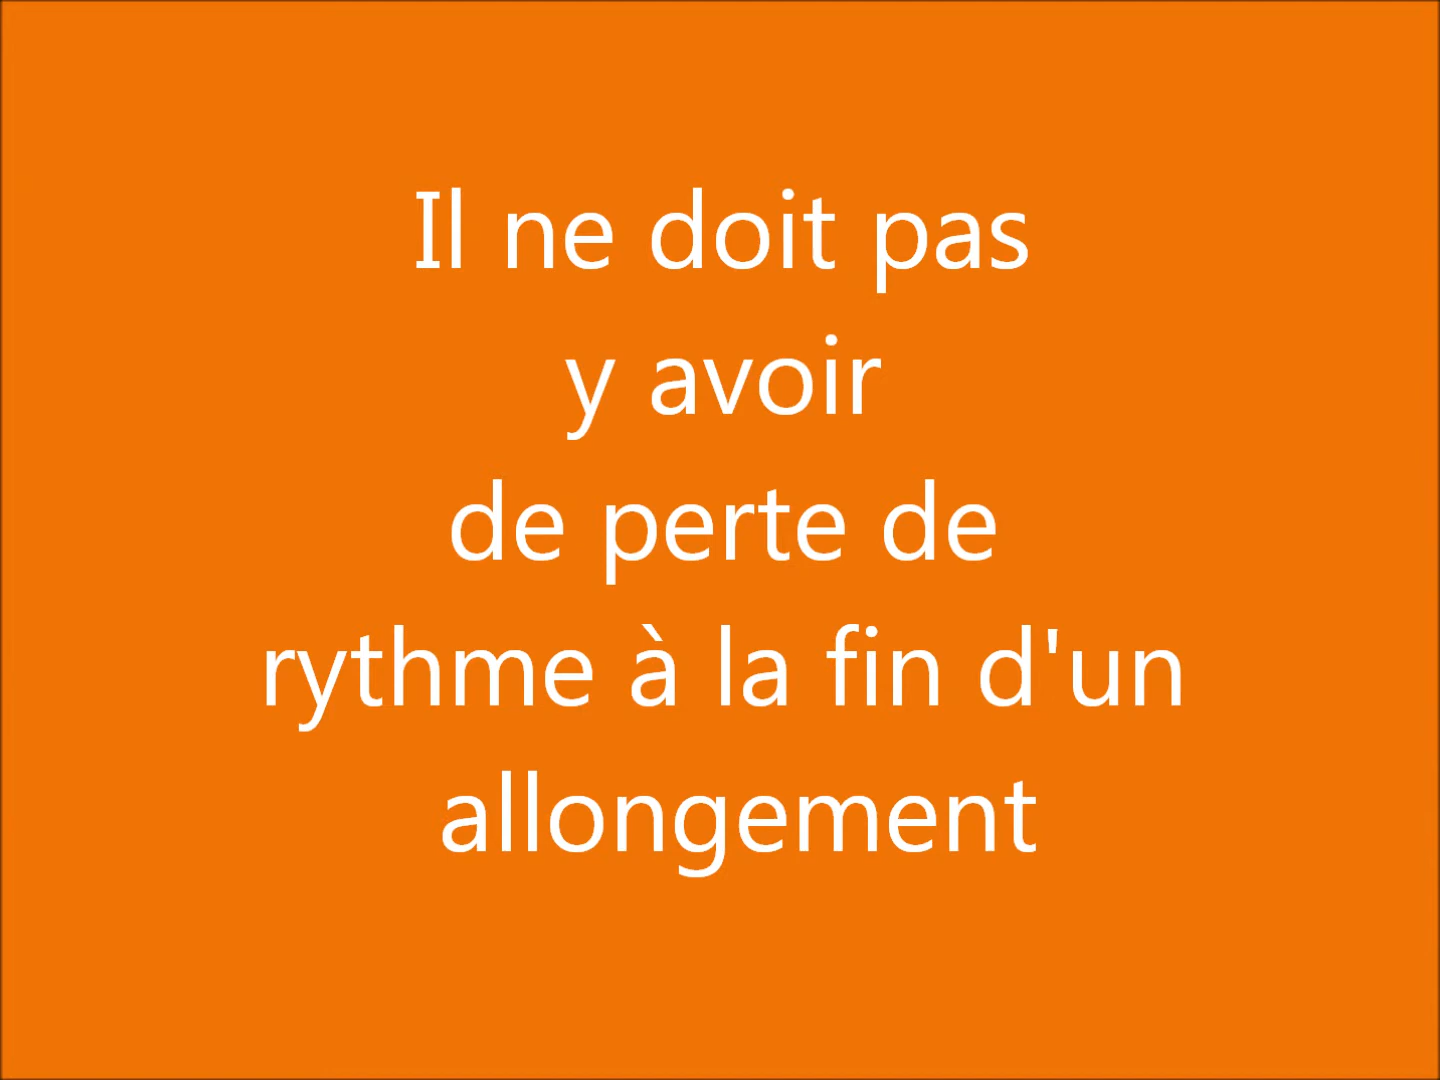 Il ne doit pas
y avoir
de perte de
rythme à la fin d'un
allongement